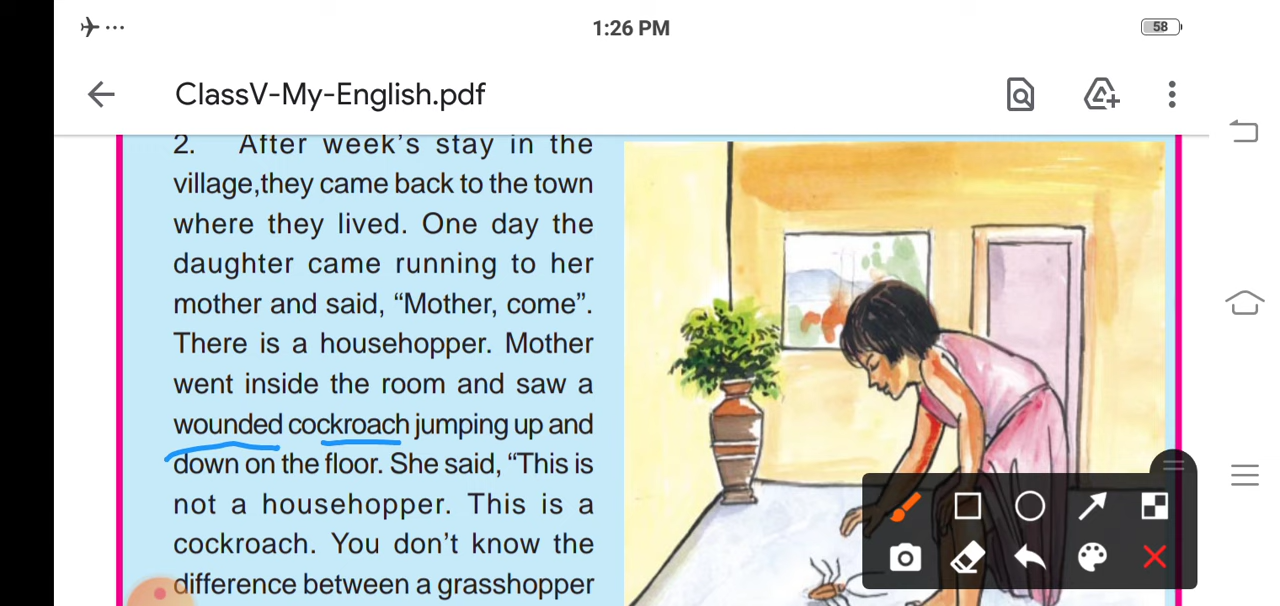 1:26 PM
58
ClassV-My-English.pdf
2. After week's stay in the
village,they came back to the town
where they lived. One day the
daughter came running to her
mother and said, “Mother, come”.
There is a househopper. Mother
went inside the room and saw a
wounded cockroach jumping up and
down on the floor. She said, “This is
not a househopper. This is a
cockroach. You don't know the
difference between a grasshopper